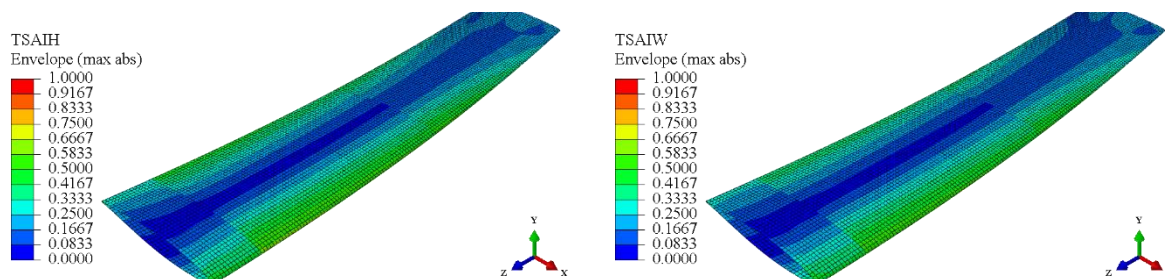 TSAIH
Envelope (max abs)
1.0000
0.9167
0.8333
0.7500
0.6667
0.5833
0.5000
0.4167
0.3333
0.2500
0.1667
0.0833
0.0000
Y
Z
X
TSAIW
Envelope (max abs)
1.0000
0.9167
0.8333
0.7500
0.6667
0.5833
0.5000
0.4167
0.3333
0.2500
0.1667
0.0833
0.0000
Y
Z
X